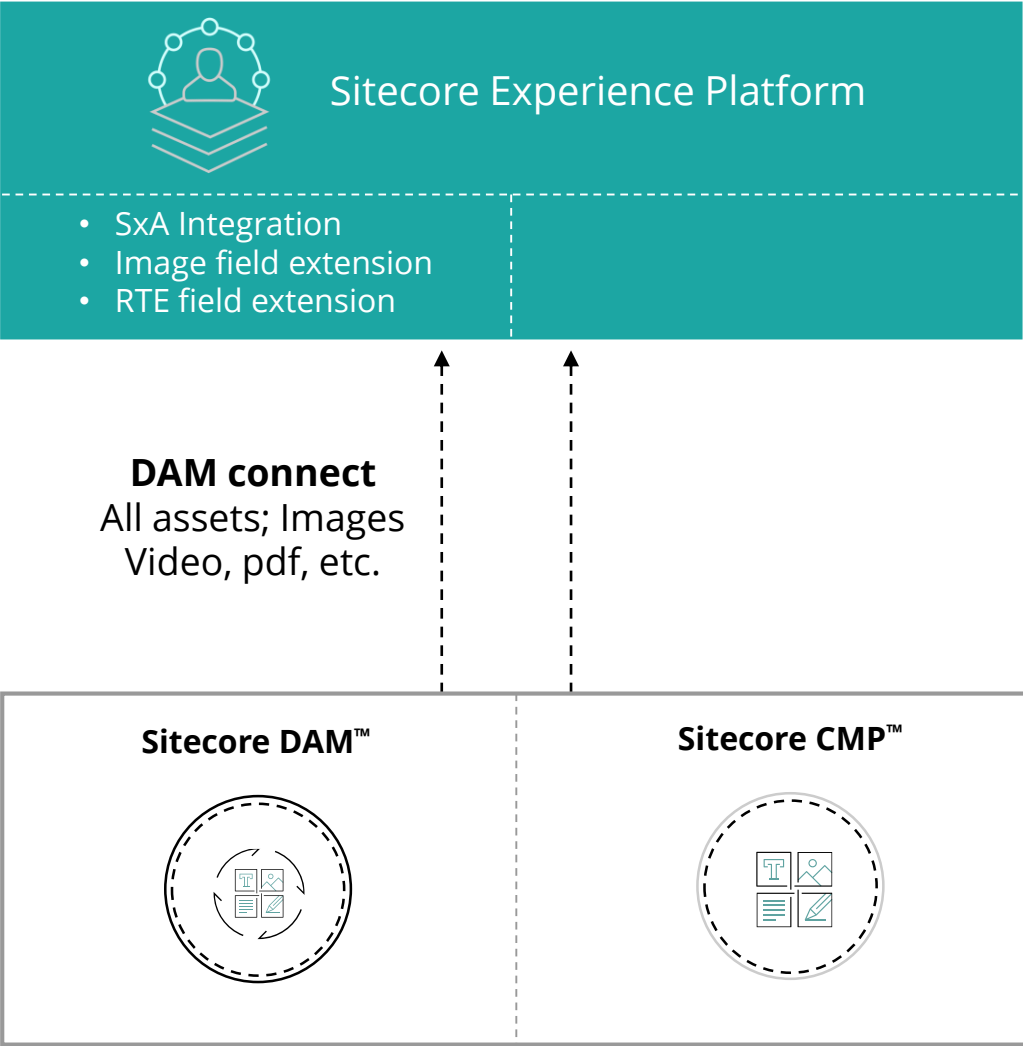 Sitecore Experience Platform
• SxA Integration
• Image field extension
• RTE field extension
DAM connect
All assets; Images
Video, pdf, etc.
Sitecore DAM™
Sitecore CMP™
T
T